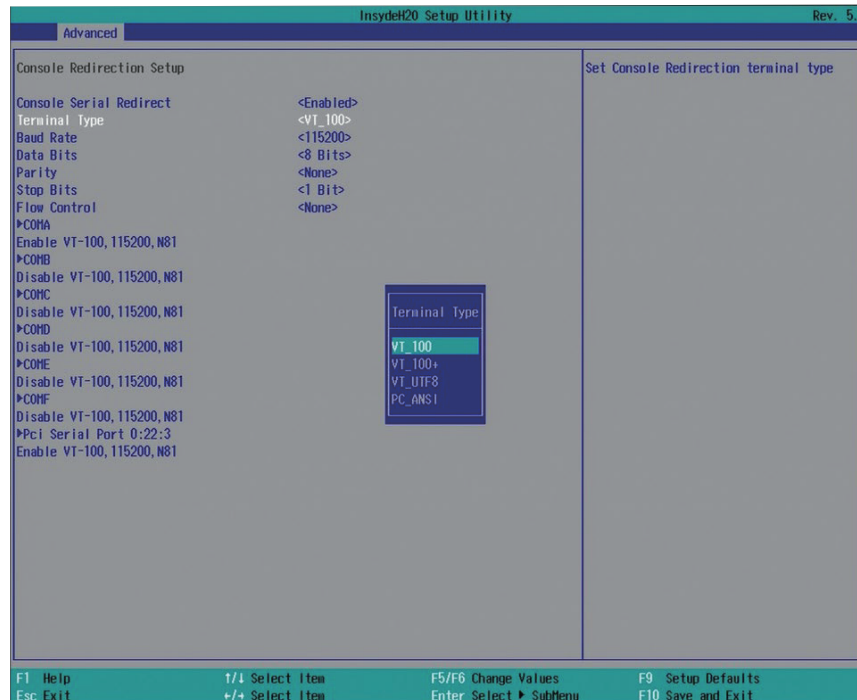 InsydeH20 Setup Utility Rev. 5.
Advanced
Console Redirection Setup
Set Console Redirection terminal type
Console Serial Redirect <Enabled>
Terminal Type <VT_100>
Baud Rate <115200>
Data Bits <8 Bits>
Parity <None>
Stop Bits <1 Bit>
Flow Control <None>
▶COMA
Enable VT-100,115200,N81
▶COMB
Disable VT-100,115200,N81
▶COMC
Disable VT-100,115200,N81
▶COMD
Disable VT-100,115200,N81
▶COME
Disable VT-100,115200,N81
▶COMF
Disable VT-100,115200,N81
▶Pci Serial Port 0:22:3
Enable VT-100,115200,N81
Terminal Type
VT_100
VT_100+
VT_UTF8
PC_ANSI
F1 Help ↑/↓ Select Item F5/F6 Change Values F9 Setup Defaults
Esc Exit ←/→ Select Item Enter Select ▶ SubMenu F10 Save and Exit